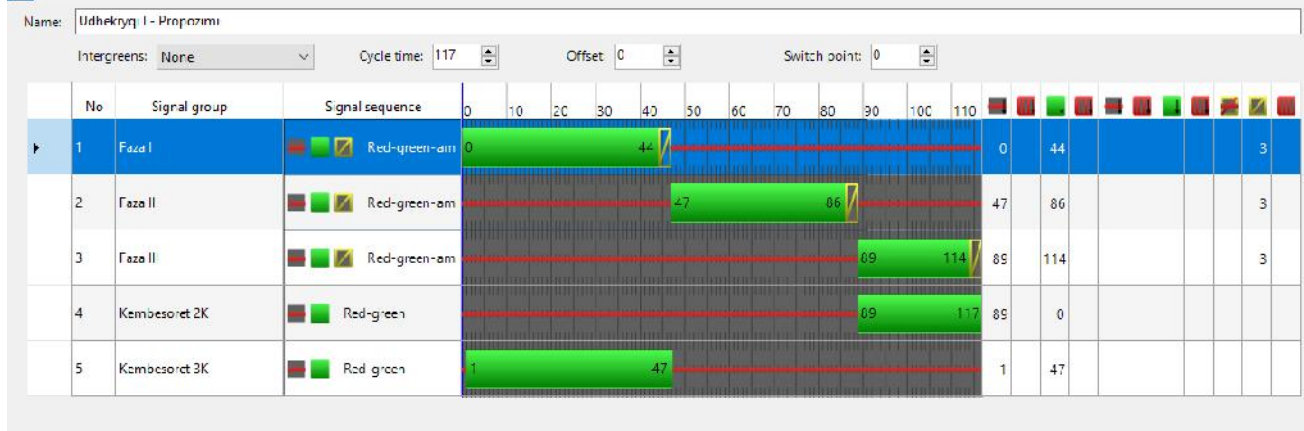 Name: Udhekryqi I - Propozimi
Intergreens: None Cycle time: 117 Offset 0 Switch point: 0
No Signal group Signal sequence 0 10 20 30 40 50 60 70 80 90 100 110
1 Faza I Red-green-am 0 44 0 44 3
2 Faza II Red-green-am 47 86 47 86 3
3 Faza III Red-green-am 89 114 89 114 3
4 Kembesoret 2K Red-green 89 117 89 0
5 Kembesoret 3K Red-green 1 47 1 47